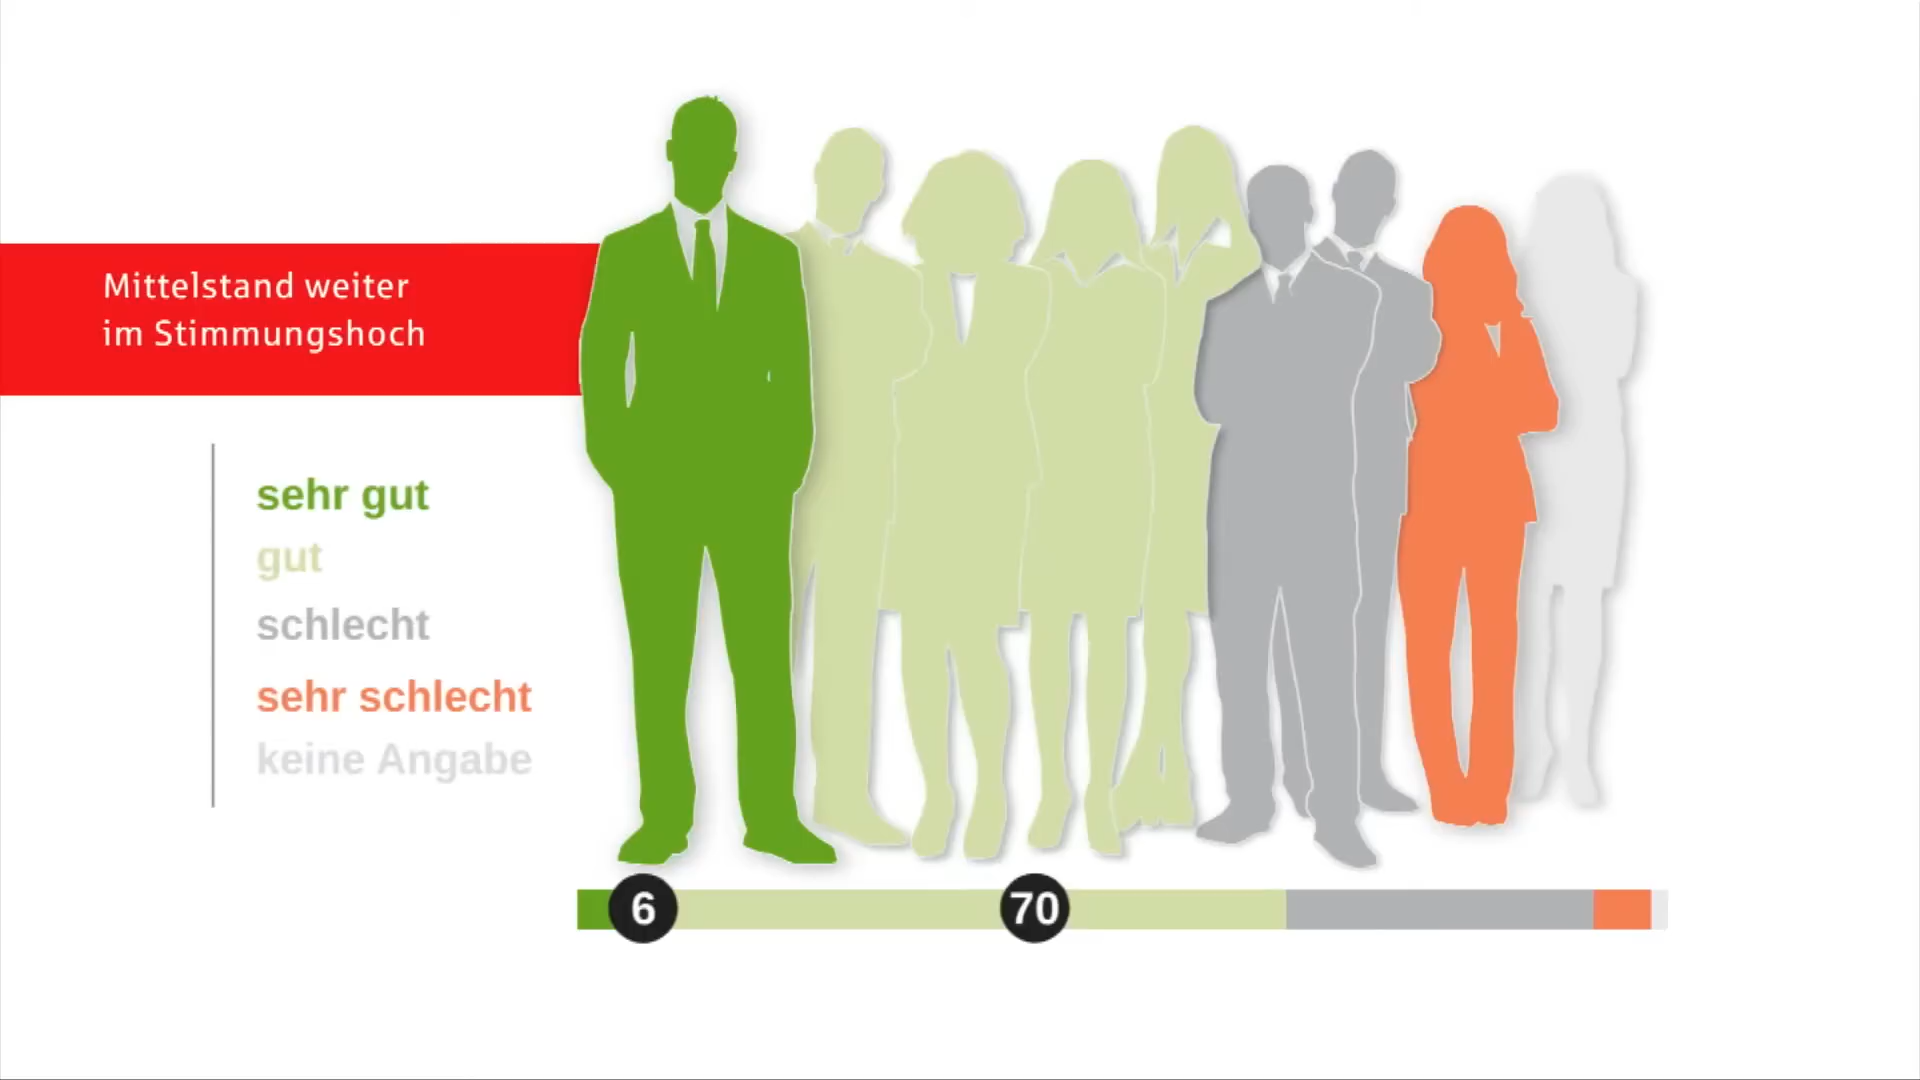 Mittelstand weiter
im Stimmungshoch
sehr gut
gut
schlecht
sehr schlecht
keine Angabe
6
70